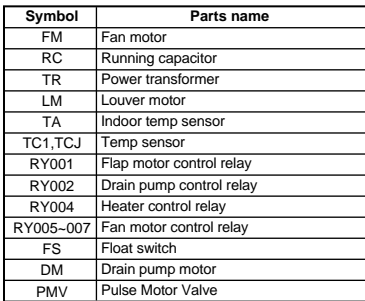 Symbol Parts name
FM Fan motor
RC Running capacitor
TR Power transformer
LM Louver motor
TA Indoor temp sensor
TC1,TCJ Temp sensor
RY001 Flap motor control relay
RY002 Drain pump control relay
RY004 Heater control relay
RY005~007 Fan motor control relay
FS Float switch
DM Drain pump motor
PMV Pulse Motor Valve